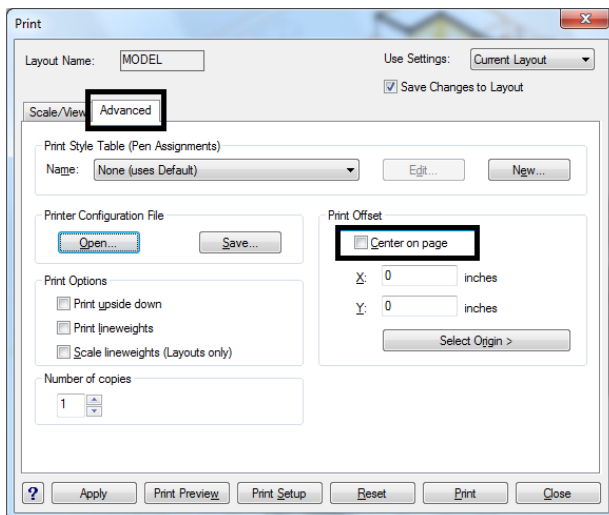 Print
Layout Name: MODEL
Use Settings: Current Layout
Save Changes to Layout
Scale/View Advanced
Print Style Table (Pen Assignments)
Name: None (uses Default) Edit... New...
Printer Configuration File
Open... Save...
Print Offset
Center on page
X: 0 inches
Y: 0 inches
Select Origin >
Print Options
Print upside down
Print lineweights
Scale lineweights (Layouts only)
Number of copies
1
? Apply Print Preview Print Setup Reset Print Close